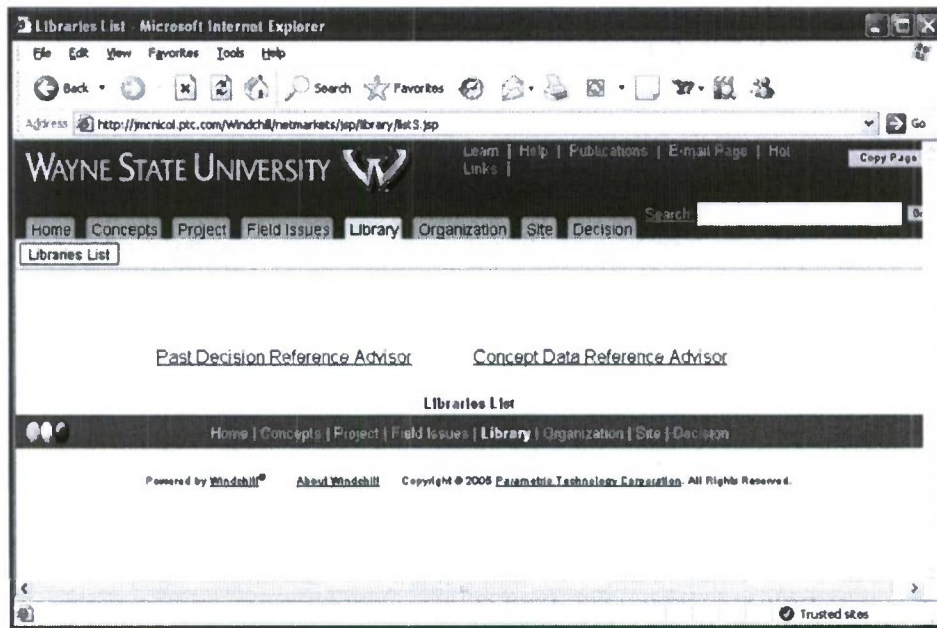 Libraries List - Microsoft Internet Explorer
File Edit View Favorites Tools Help
Back Search Favorites
Address http://jmcnicol.ptc.com/Windchill/netmarkets/jsp/library/list3.jsp Go
WAYNE STATE UNIVERSITY
Learn | Help | Publications | E-mail Page | Hot
Links |
Copy Page
Search
Home Concepts Project Field Issues Library Organization Site Decision
Libraries List
Past Decision Reference Advisor Concept Data Reference Advisor
Libraries List
Home | Concepts | Project | Field Issues | Library | Organization | Site | Decision
Powered by Windchill® About Windchill Copyright © 2005 Parametric Technology Corporation. All Rights Reserved.
Trusted sites